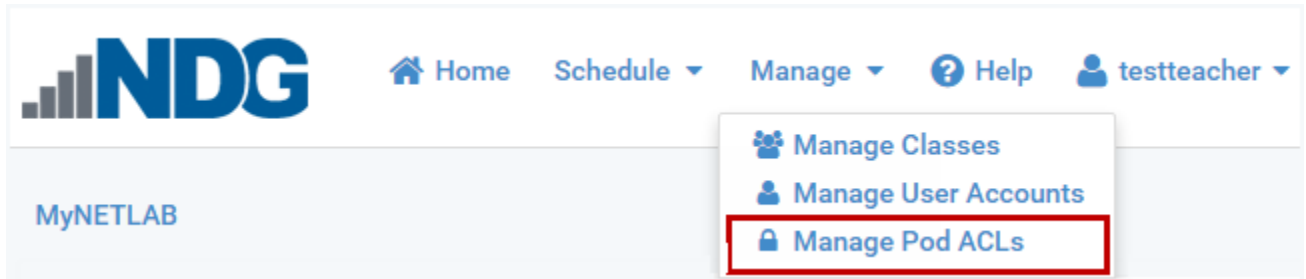 NDG Home Schedule Manage Help testteacher
Manage Classes
Manage User Accounts
MyNETLAB
Manage Pod ACLs